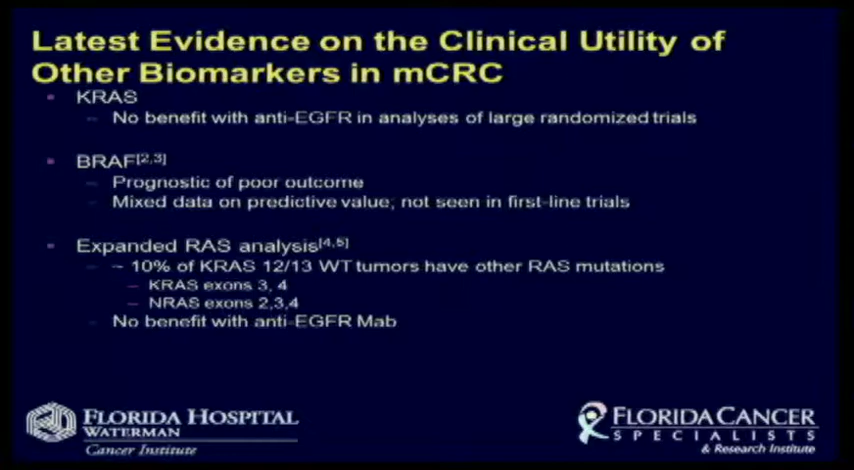 Latest Evidence on the Clinical Utility of
Other Biomarkers in mCRC
KRAS
– No benefit with anti-EGFR in analyses of large randomized trials
BRAF[2,3]
– Prognostic of poor outcome
– Mixed data on predictive value; not seen in first-line trials
Expanded RAS analysis[4,5]
– ~ 10% of KRAS 12/13 WT tumors have other RAS mutations
– KRAS exons 3, 4
– NRAS exons 2,3,4
– No benefit with anti-EGFR Mab
FLORIDA HOSPITAL
WATERMAN
Cancer Institute
FLORIDA CANCER
SPECIALISTS
& Research Institute